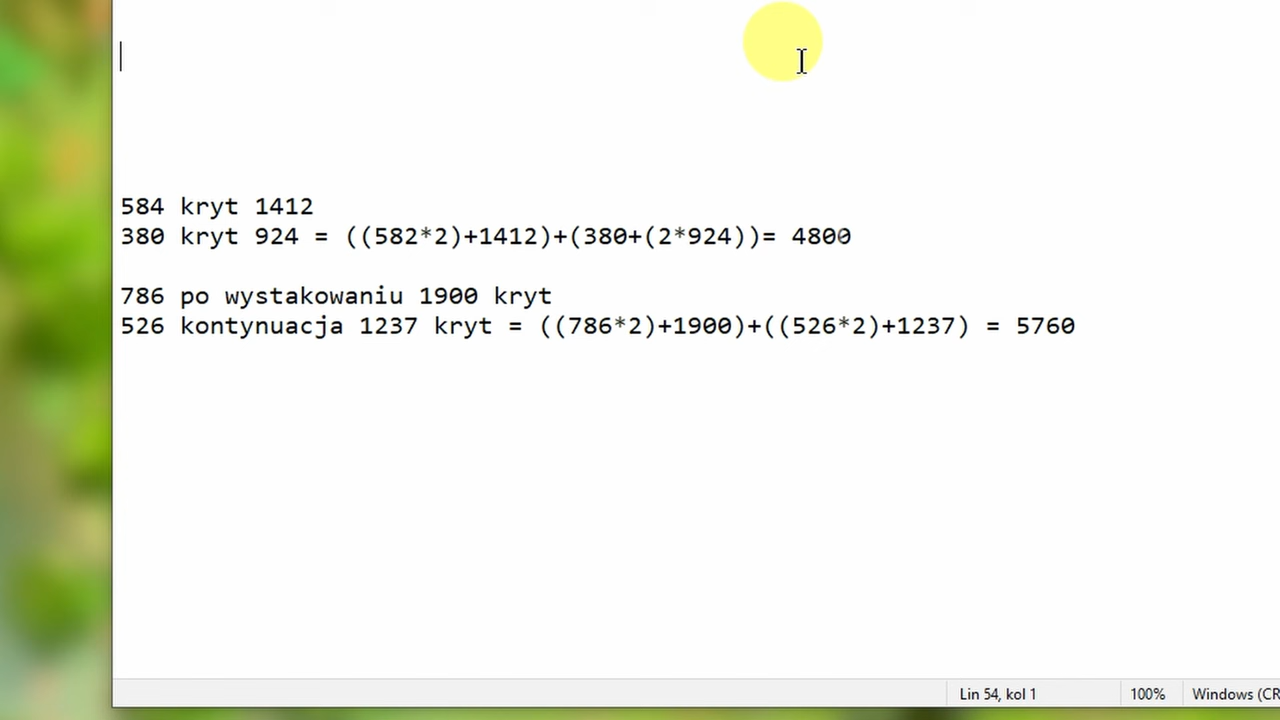 584 kryt 1412
380 kryt 924 = ((582*2)+1412)+(380+(2*924))= 4800
786 po wystakowaniu 1900 kryt
526 kontynuacja 1237 kryt = ((786*2)+1900)+((526*2)+1237) = 5760
Lin 54, kol 1 100% Windows (CR